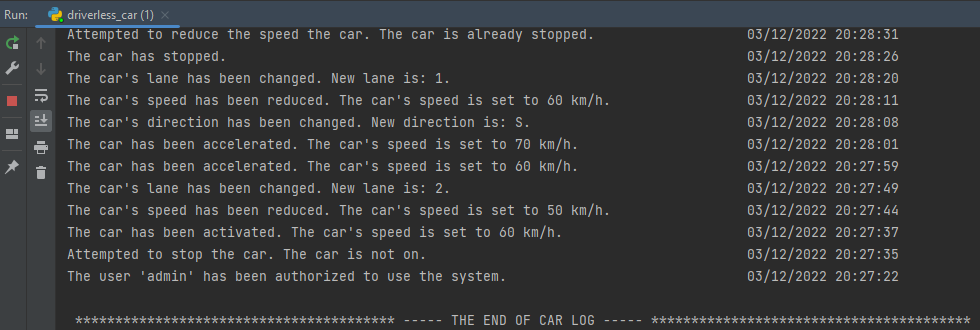 Run: driverless_car (1)
Attempted to reduce the speed the car. The car is already stopped. 03/12/2022 20:28:31
The car has stopped. 03/12/2022 20:28:26
The car's lane has been changed. New lane is: 1. 03/12/2022 20:28:20
The car's speed has been reduced. The car's speed is set to 60 km/h. 03/12/2022 20:28:11
The car's direction has been changed. New direction is: S. 03/12/2022 20:28:08
The car has been accelerated. The car's speed is set to 70 km/h. 03/12/2022 20:28:01
The car has been accelerated. The car's speed is set to 60 km/h. 03/12/2022 20:27:59
The car's lane has been changed. New lane is: 2. 03/12/2022 20:27:49
The car's speed has been reduced. The car's speed is set to 50 km/h. 03/12/2022 20:27:44
The car has been activated. The car's speed is set to 60 km/h. 03/12/2022 20:27:37
Attempted to stop the car. The car is not on. 03/12/2022 20:27:35
The user 'admin' has been authorized to use the system. 03/12/2022 20:27:22
**************************************** ----- THE END OF CAR LOG ----- ****************************************